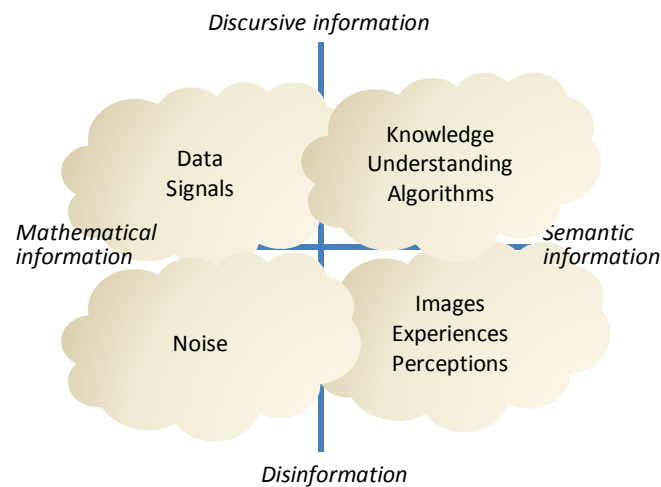 Discursive information
Data
Signals
Knowledge
Understanding
Algorithms
Mathematical
information
Semantic
information
Noise
Images
Experiences
Perceptions
Disinformation